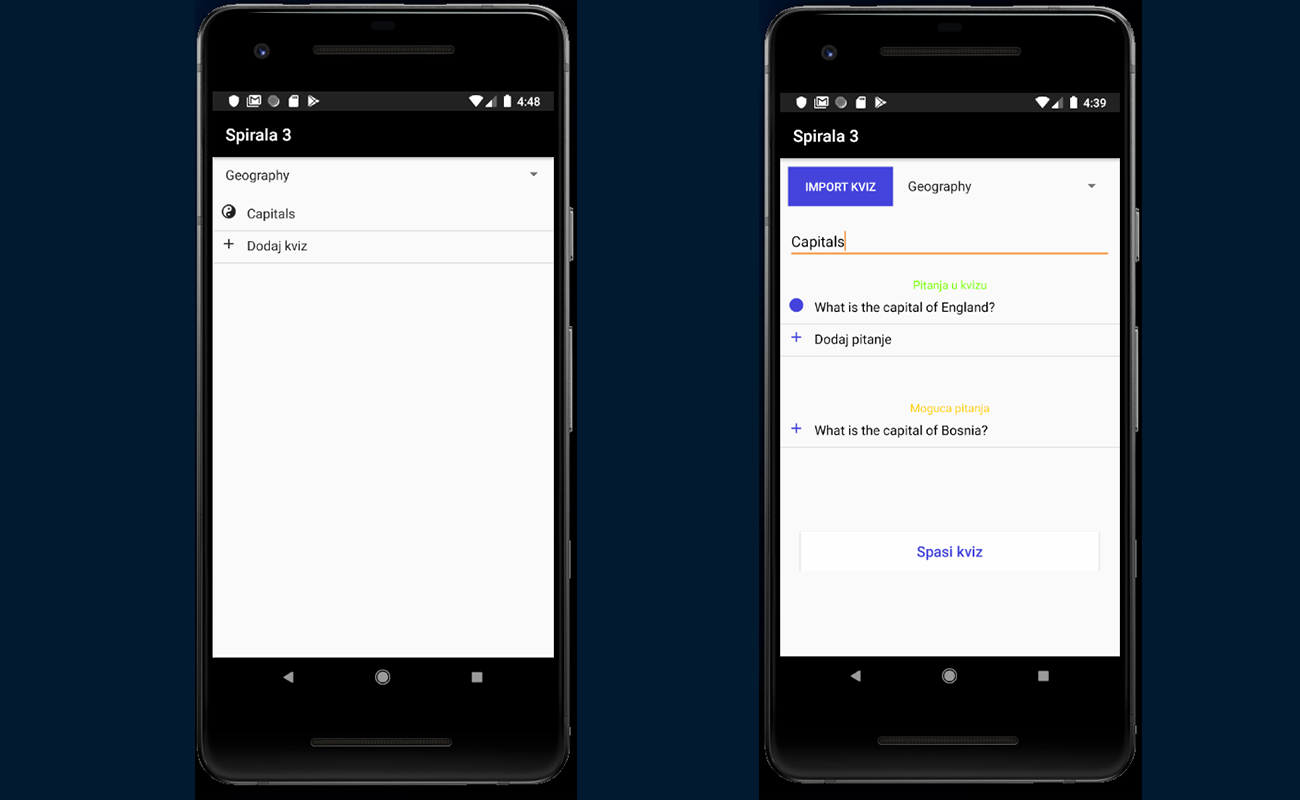 4:48
Spirala 3
Geography
Capitals
Dodaj kviz
4:39
Spirala 3
IMPORT KVIZ
Geography
Capitals
Pitanja u kvizu
What is the capital of England?
Dodaj pitanje
Moguca pitanja
What is the capital of Bosnia?
Spasi kviz